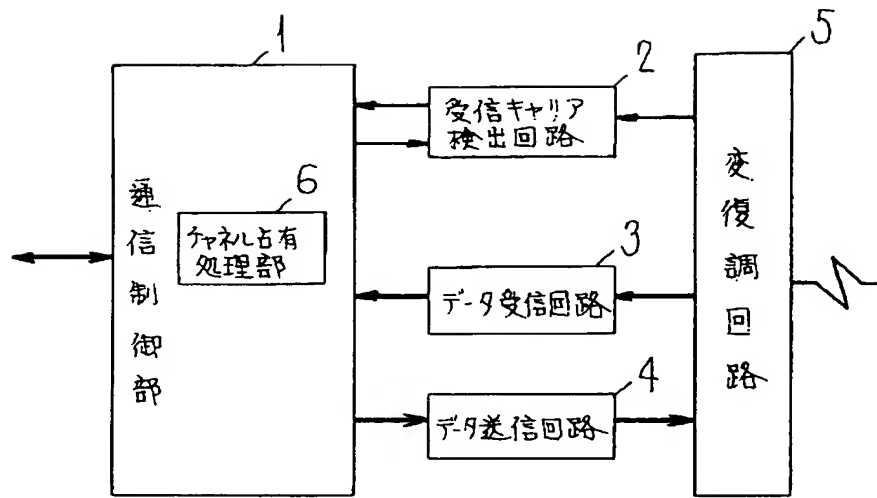 1
通信制御部
6
チャネル占有
処理部
2
受信キャリア
検出回路
3
データ受信回路
4
データ送信回路
5
変復調回路